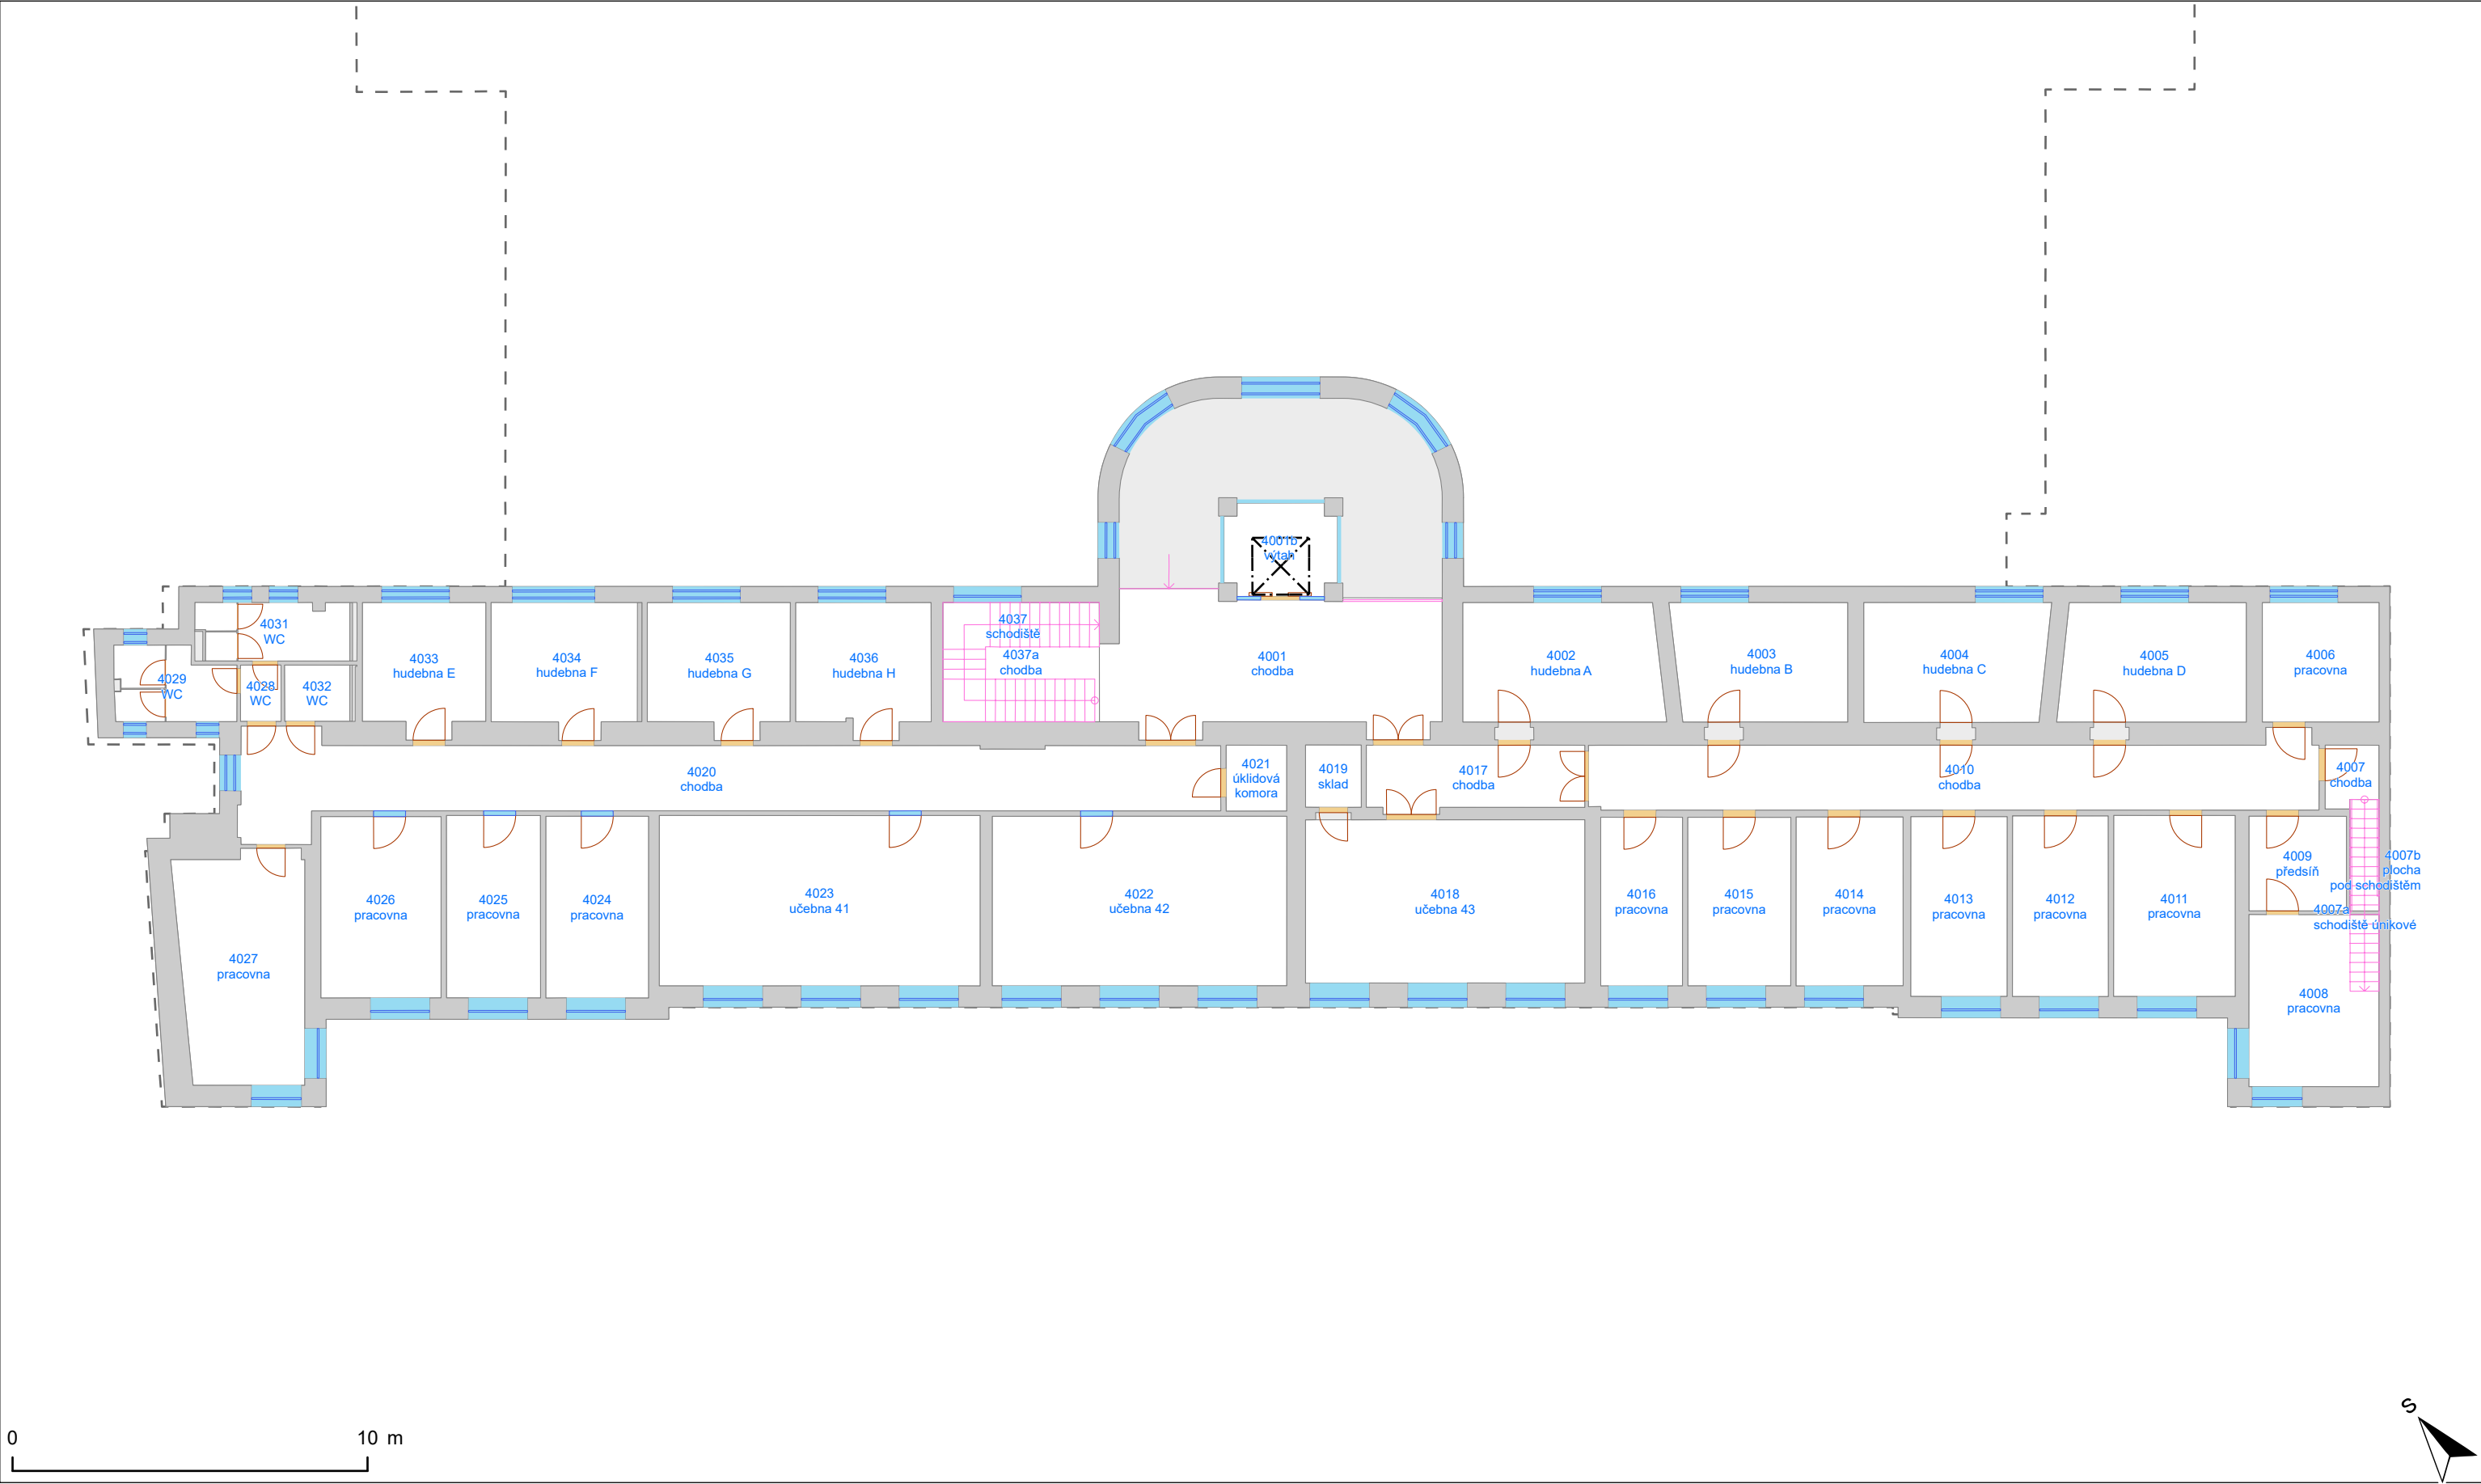 4001b
výtah
4031
WC
4029
WC
4028
WC
4032
WC
4033
hudebna E
4034
hudebna F
4035
hudebna G
4036
hudebna H
4037
schodiště
4037a
chodba
4001
chodba
4002
hudebna A
4003
hudebna B
4004
hudebna C
4005
hudebna D
4006
pracovna
4020
chodba
4021
úklidová
komora
4019
sklad
4017
chodba
4010
chodba
4007
chodba
4027
pracovna
4026
pracovna
4025
pracovna
4024
pracovna
4023
učebna 41
4022
učebna 42
4018
učebna 43
4016
pracovna
4015
pracovna
4014
pracovna
4013
pracovna
4012
pracovna
4011
pracovna
4009
předsíň
4007b
plocha
pod schodištěm
4007a
schodiště únikové
4008
pracovna
0
10 m
S